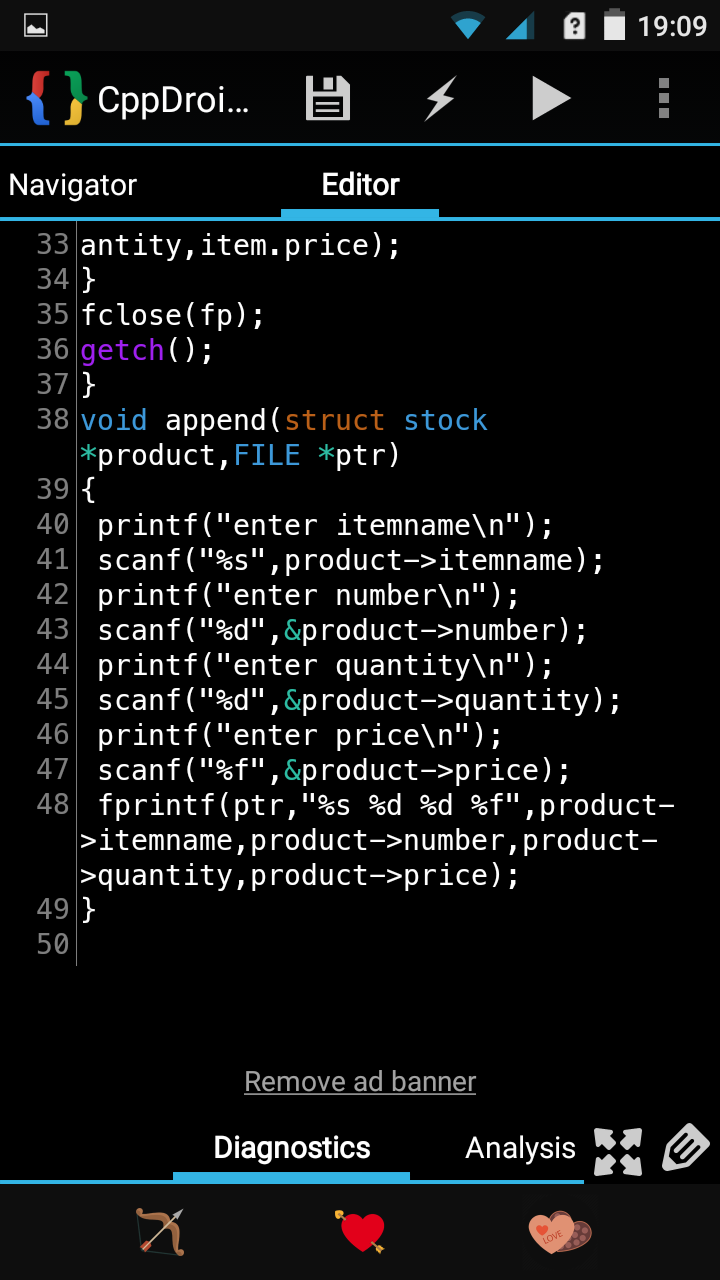 19:09
CppDroi...
Navigator Editor
33 antity,item.price);
34 }
35 fclose(fp);
36 getch();
37 }
38 void append(struct stock
*product,FILE *ptr)
39 {
40 printf("enter itemname\n");
41 scanf("%s",product->itemname);
42 printf("enter number\n");
43 scanf("%d",&product->number);
44 printf("enter quantity\n");
45 scanf("%d",&product->quantity);
46 printf("enter price\n");
47 scanf("%f",&product->price);
48 fprintf(ptr,"%s %d %d %f",product-
>itemname,product->number,product-
>quantity,product->price);
49 }
50
Remove ad banner
Diagnostics Analysis
LOVE